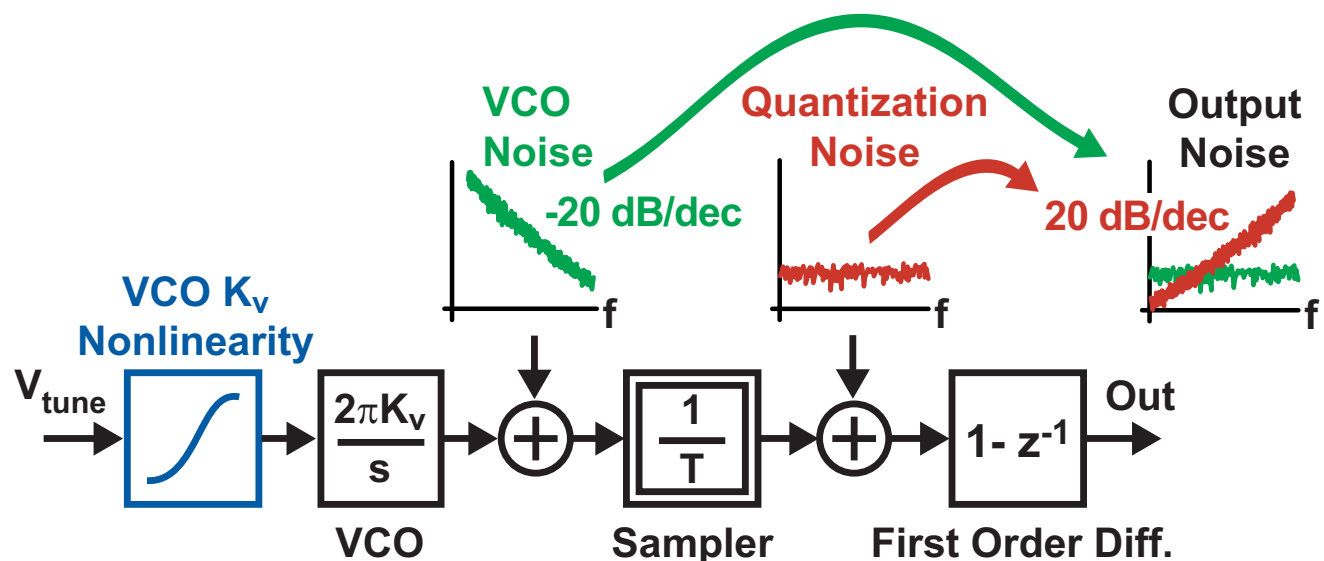 VCO
Noise
-20 dB/dec
f
Quantization
Noise
f
Output
Noise
20 dB/dec
f
VCO Kv
Nonlinearity
Vtune
2πKv
s
VCO
1
T
Sampler
1- z-1
First Order Diff.
Out